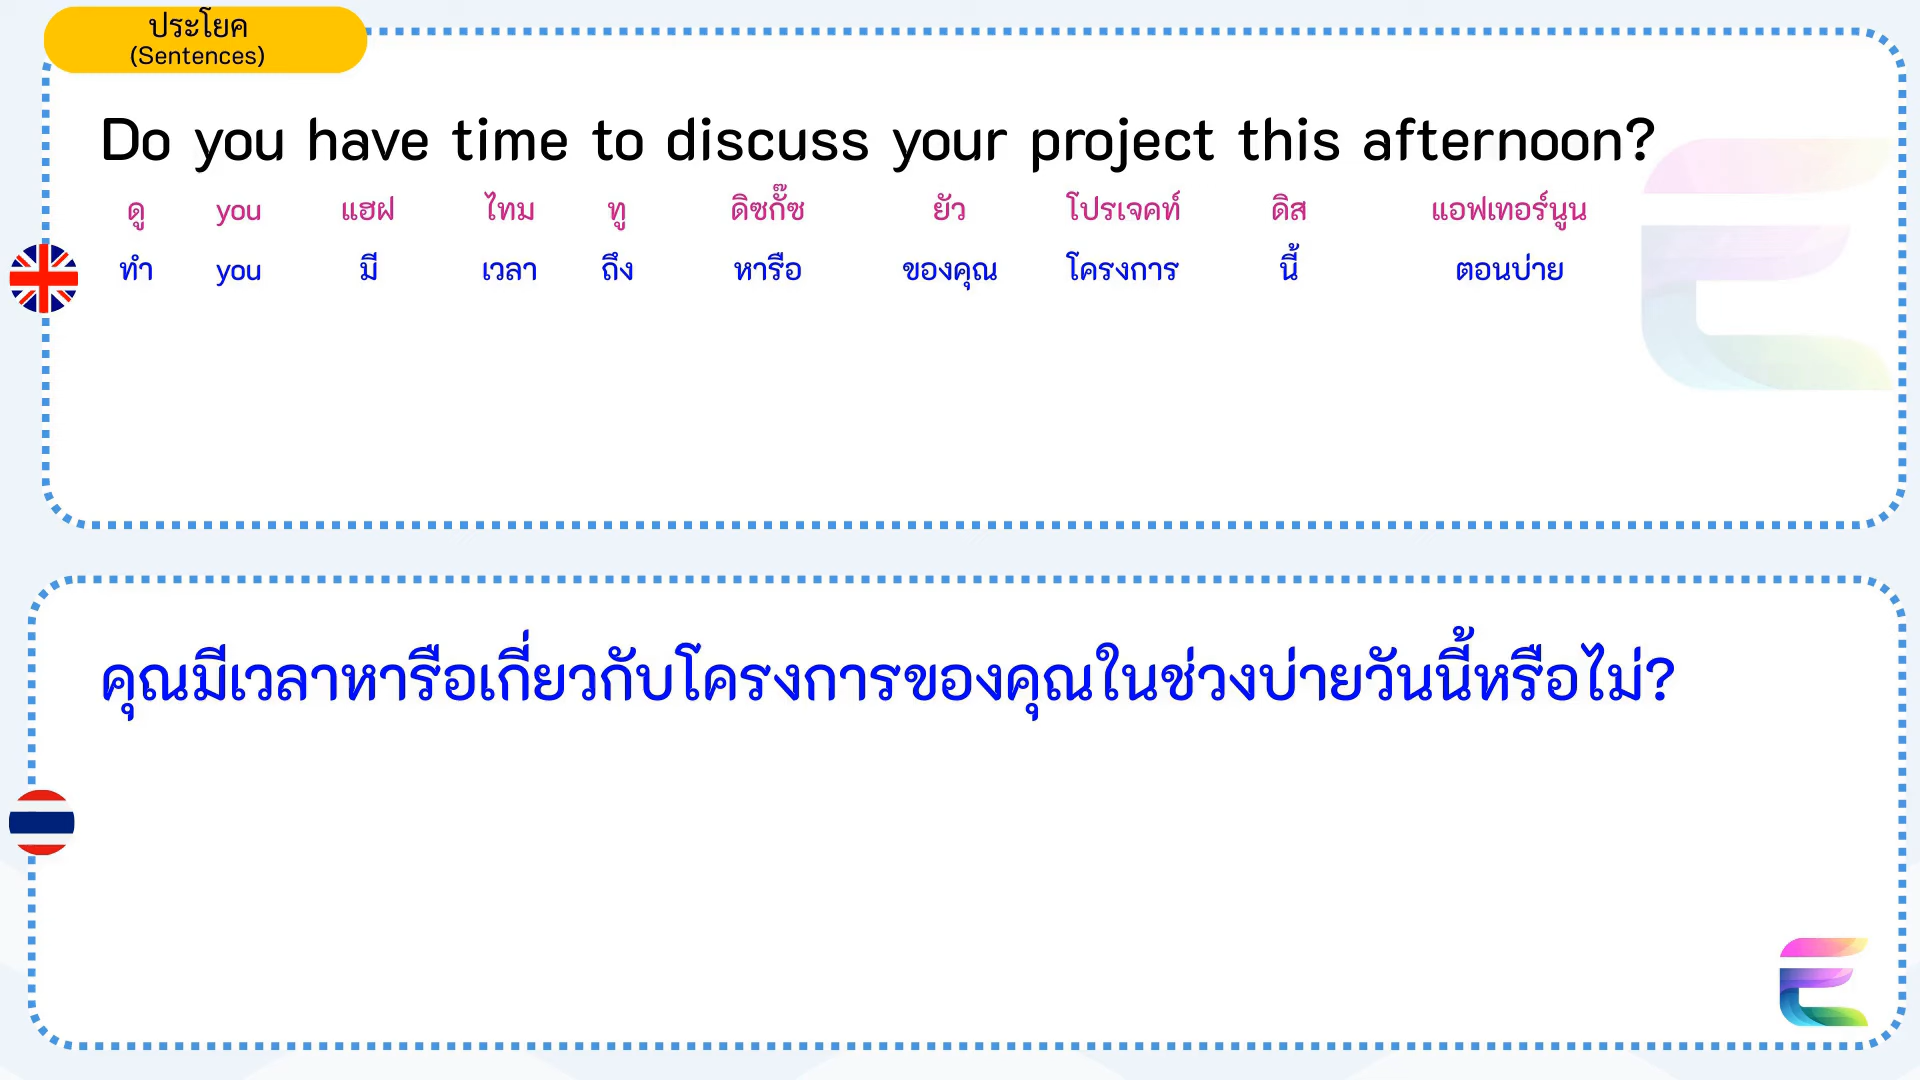 ประโยค
(Sentences)
Do you have time to discuss your project this afternoon?
ดู you แฮฝ ไทม ทู ดิซกั๊ซ ยัว โปรเจคท์ ดิส แอฟเทอร์นูน
ทำ you มี เวลา ถึง หารือ ของคุณ โครงการ นี้ ตอนบ่าย
คุณมีเวลาหารือเกี่ยวกับโครงการของคุณในช่วงบ่ายวันนี้หรือไม่?